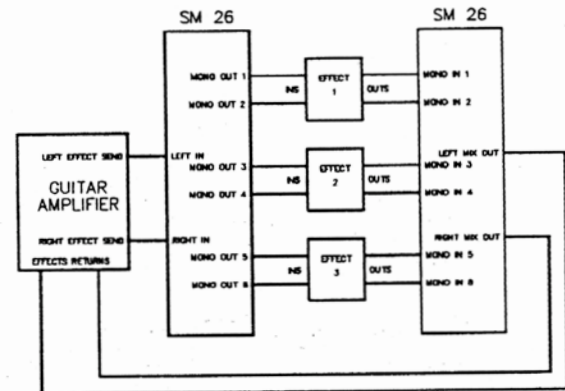 SM 26
SM 26
MONO OUT 1
MONO OUT 2
INS
EFFECT
1
OUTS
MONO IN 1
MONO IN 2
LEFT EFFECT SEND
LEFT IN
MONO OUT 3
MONO OUT 4
INS
EFFECT
2
OUTS
LEFT MIX OUT
MONO IN 3
MONO IN 4
GUITAR
AMPLIFIER
RIGHT EFFECT SEND
EFFECTS RETURNS
RIGHT IN
MONO OUT 5
MONO OUT 6
INS
EFFECT
3
OUTS
RIGHT MIX OUT
MONO IN 5
MONO IN 6